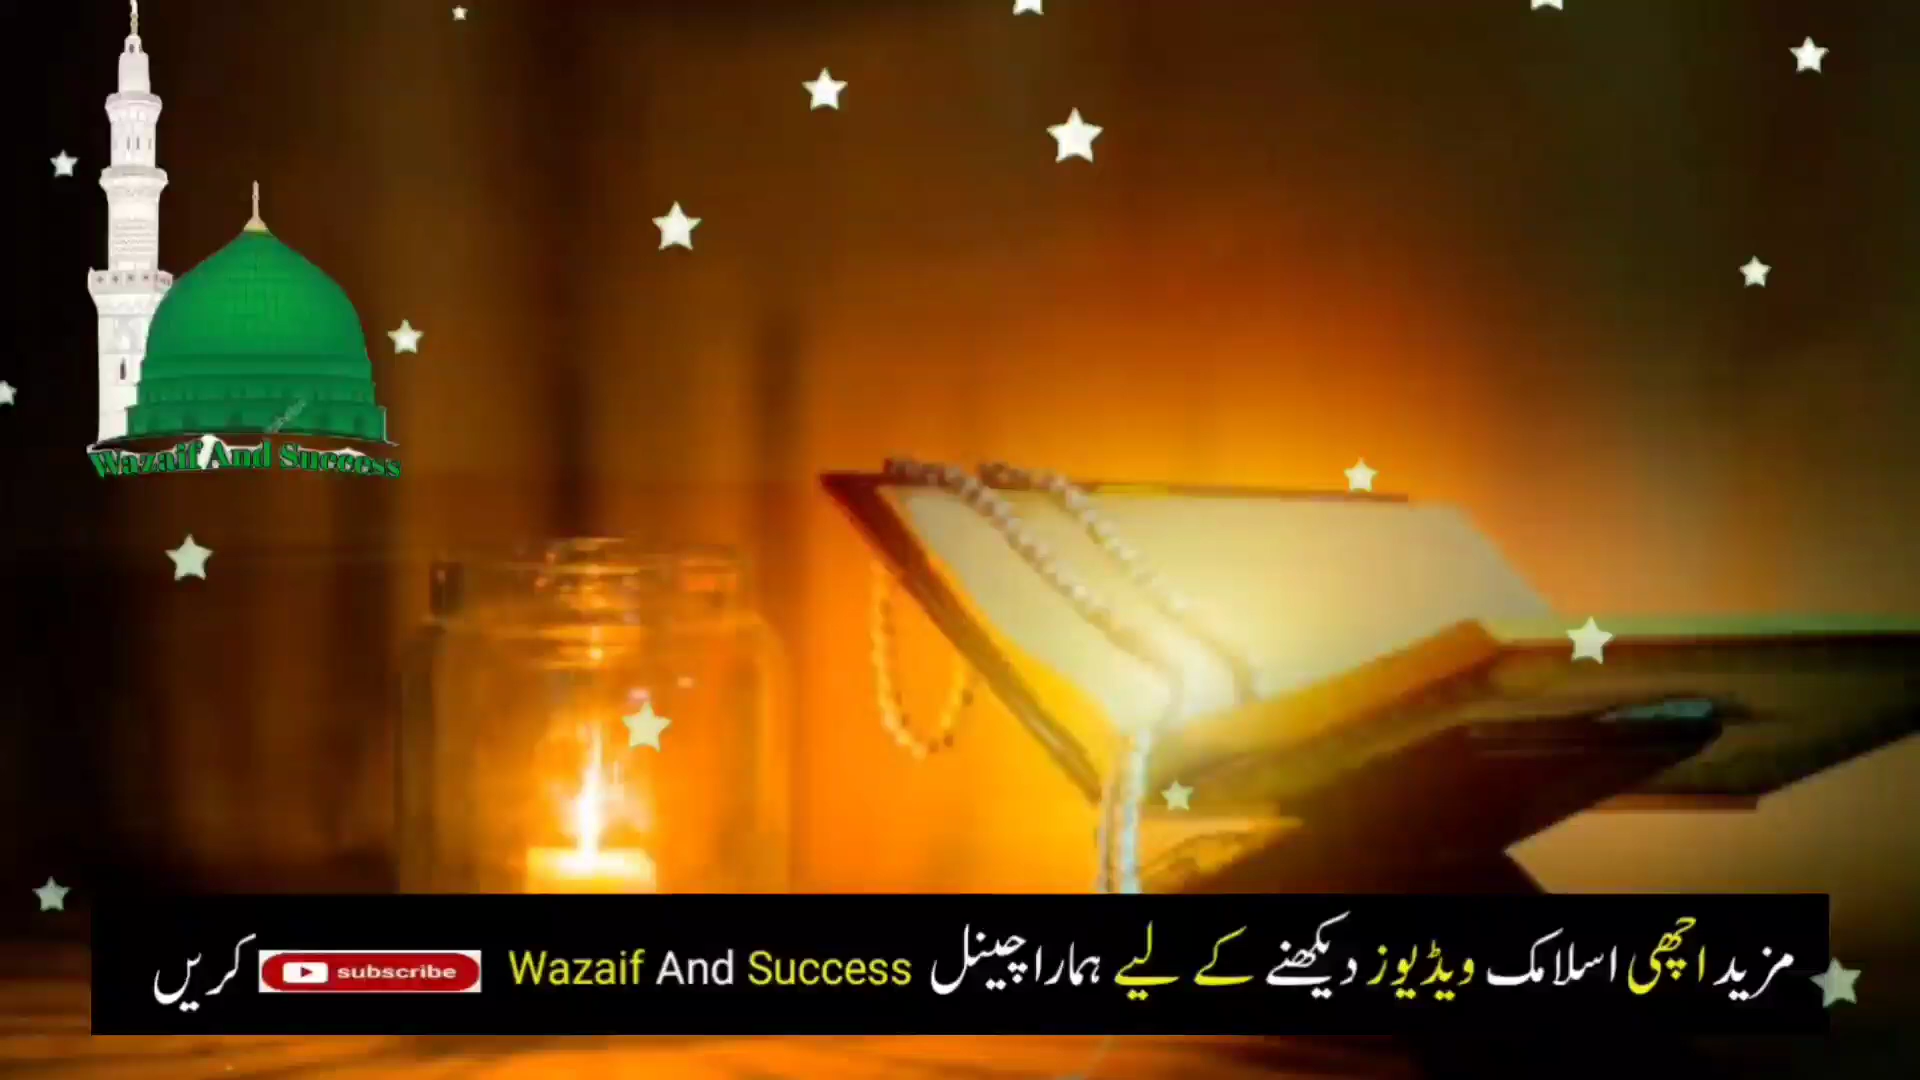 Wazaif And Success
مزید اچھی اسلامک ویڈیوز دیکھنے کے لیے ہمارا چینل Wazaif And Success subscribe کریں